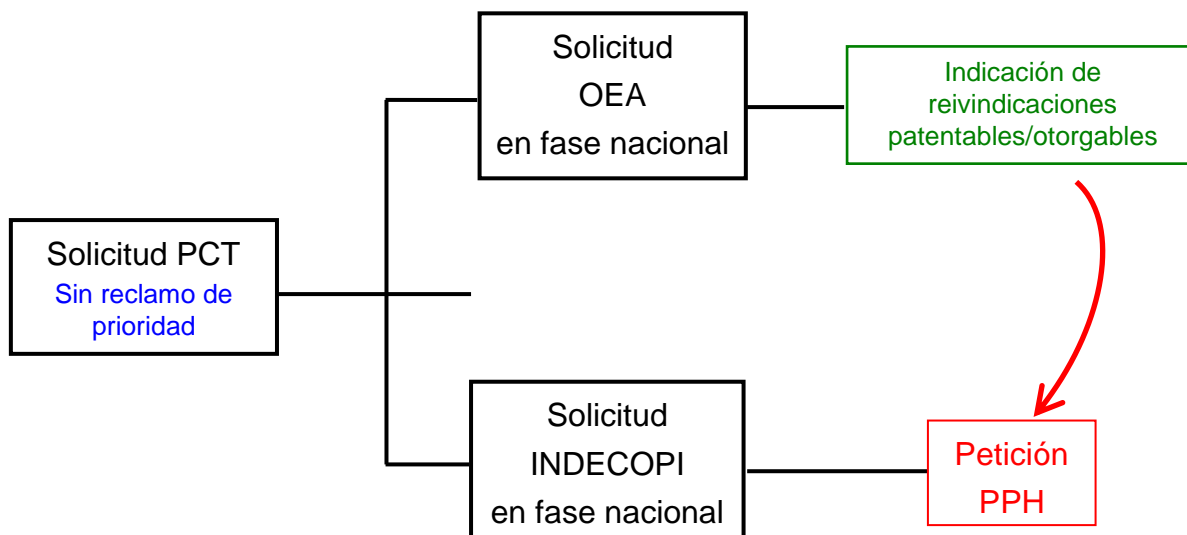 Solicitud
OEA
en fase nacional
Indicación de
reivindicaciones
patentables/otorgables
Solicitud PCT
Sin reclamo de
prioridad
Solicitud
INDECOPI
en fase nacional
Petición
PPH